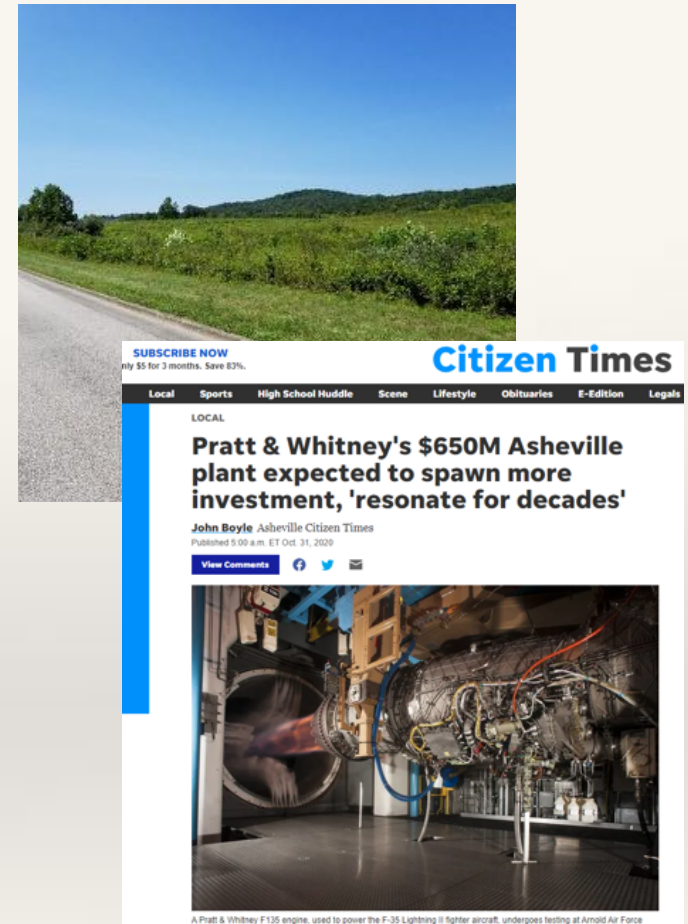 SUBSCRIBE NOW
nly $5 for 3 months. Save 83%.
Citizen Times
Local Sports High School Huddle Scene Lifestyle Obituaries E-Edition Legals
LOCAL
Pratt & Whitney's $650M Asheville
plant expected to spawn more
investment, 'resonate for decades'
John Boyle Asheville Citizen Times
Published 5:00 a.m. ET Oct. 31, 2020
View Comments
A Pratt & Whitney F135 engine, used to power the F-35 Lightning II fighter aircraft, undergoes testing at Arnold Air Force